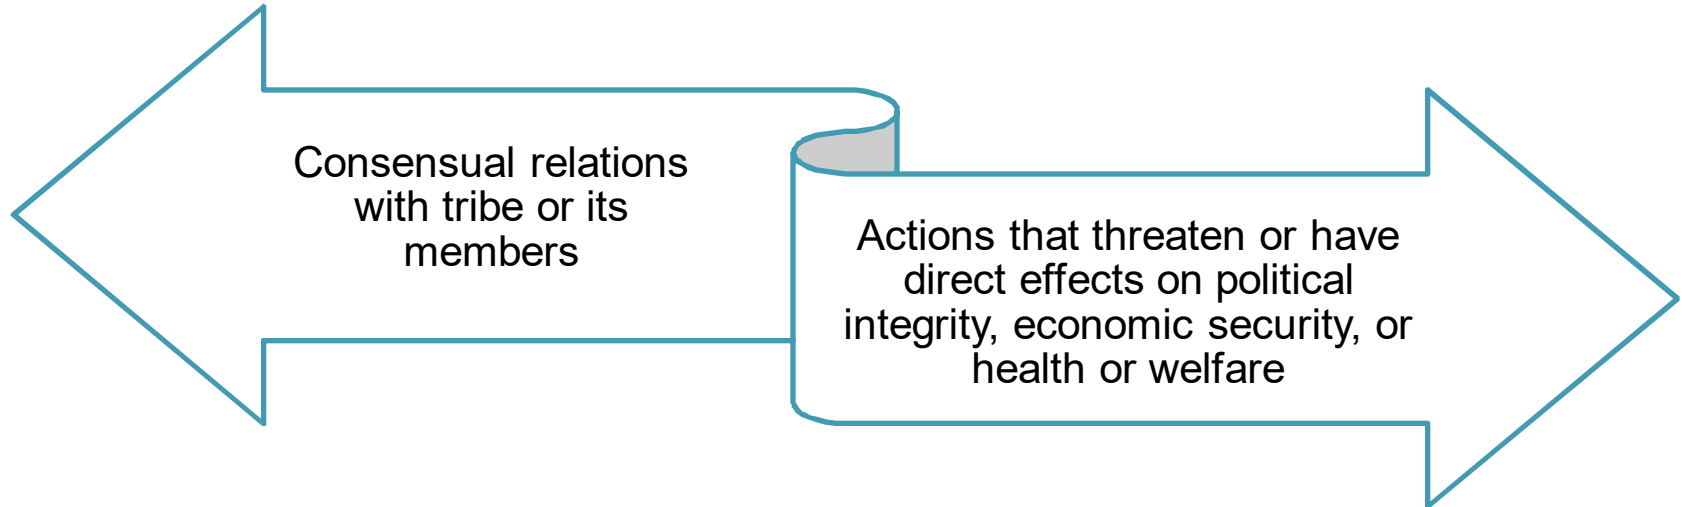 Consensual relations
with tribe or its
members
Actions that threaten or have
direct effects on political
integrity, economic security, or
health or welfare